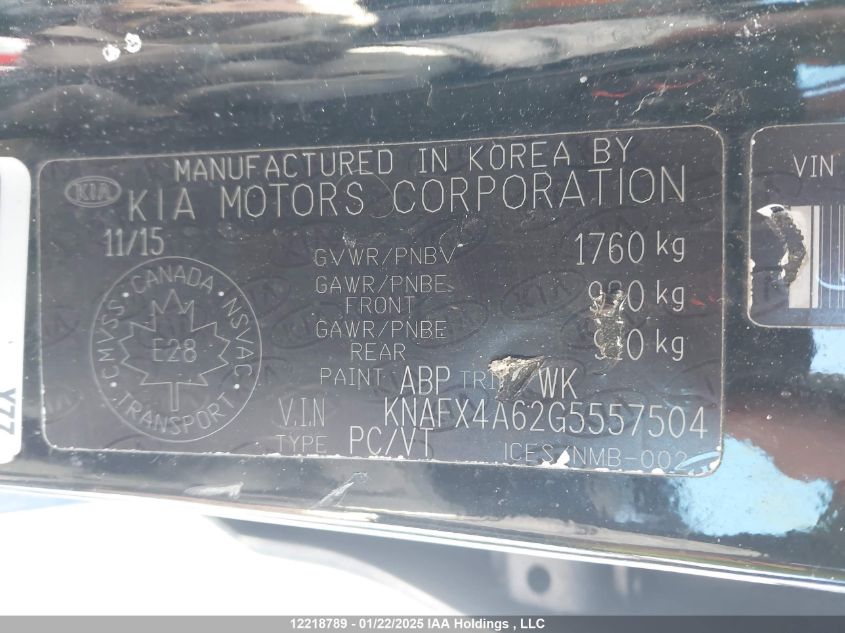 MANUFACTURED IN KOREA BY
KIA
KIA MOTORS CORPORATION
11/15
GVWR/PNBV 1760 kg
GAWR/PNBE FRONT kg
GAWR/PNBE REAR kg
PAINT ABP WK
V.I.N KNAFX4A62G5557504
TYPE PC/VT NMB-002
CANADA NSVAC
CMVSS
E28
TRANSPORT
VIN
YZZ
12218789 - 01/22/2025 IAA Holdings , LLC